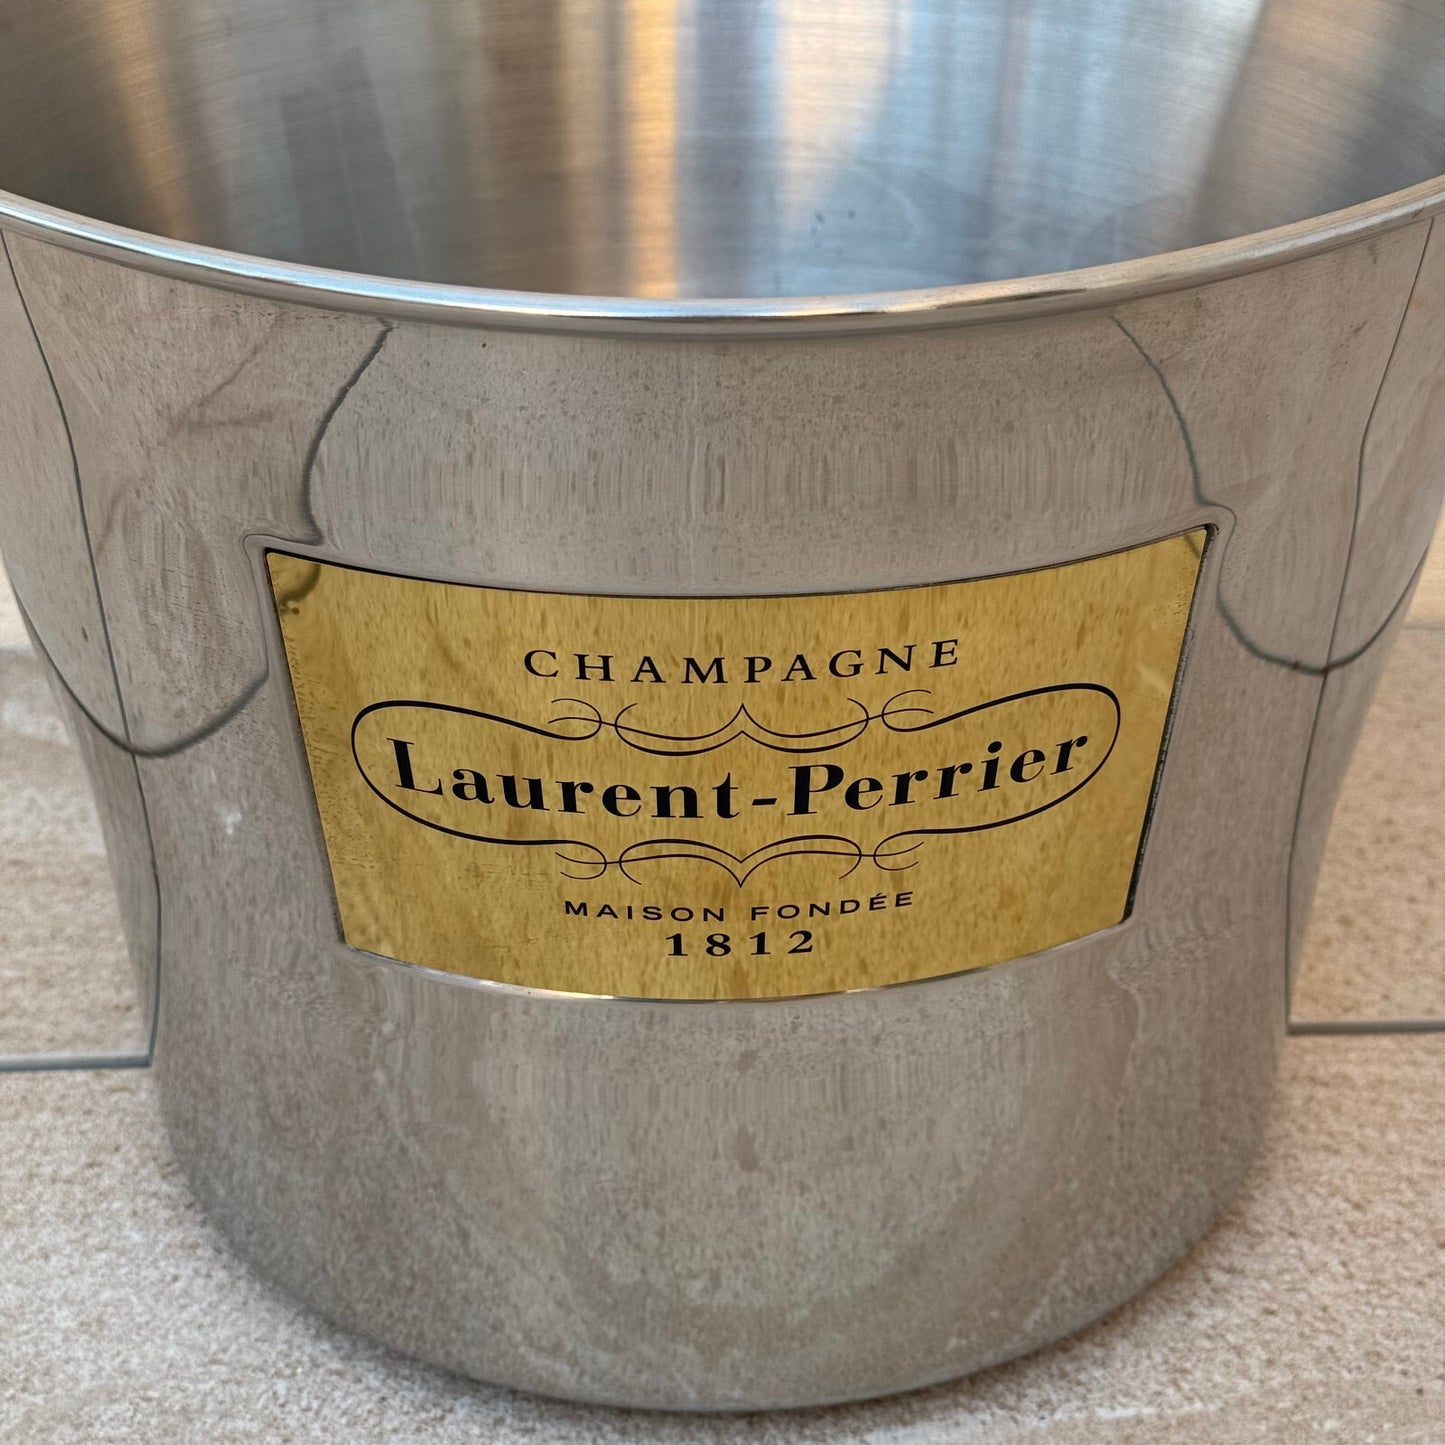 CHAMPAGNE
Laurent-Perrier
MAISON FONDÉE
1812